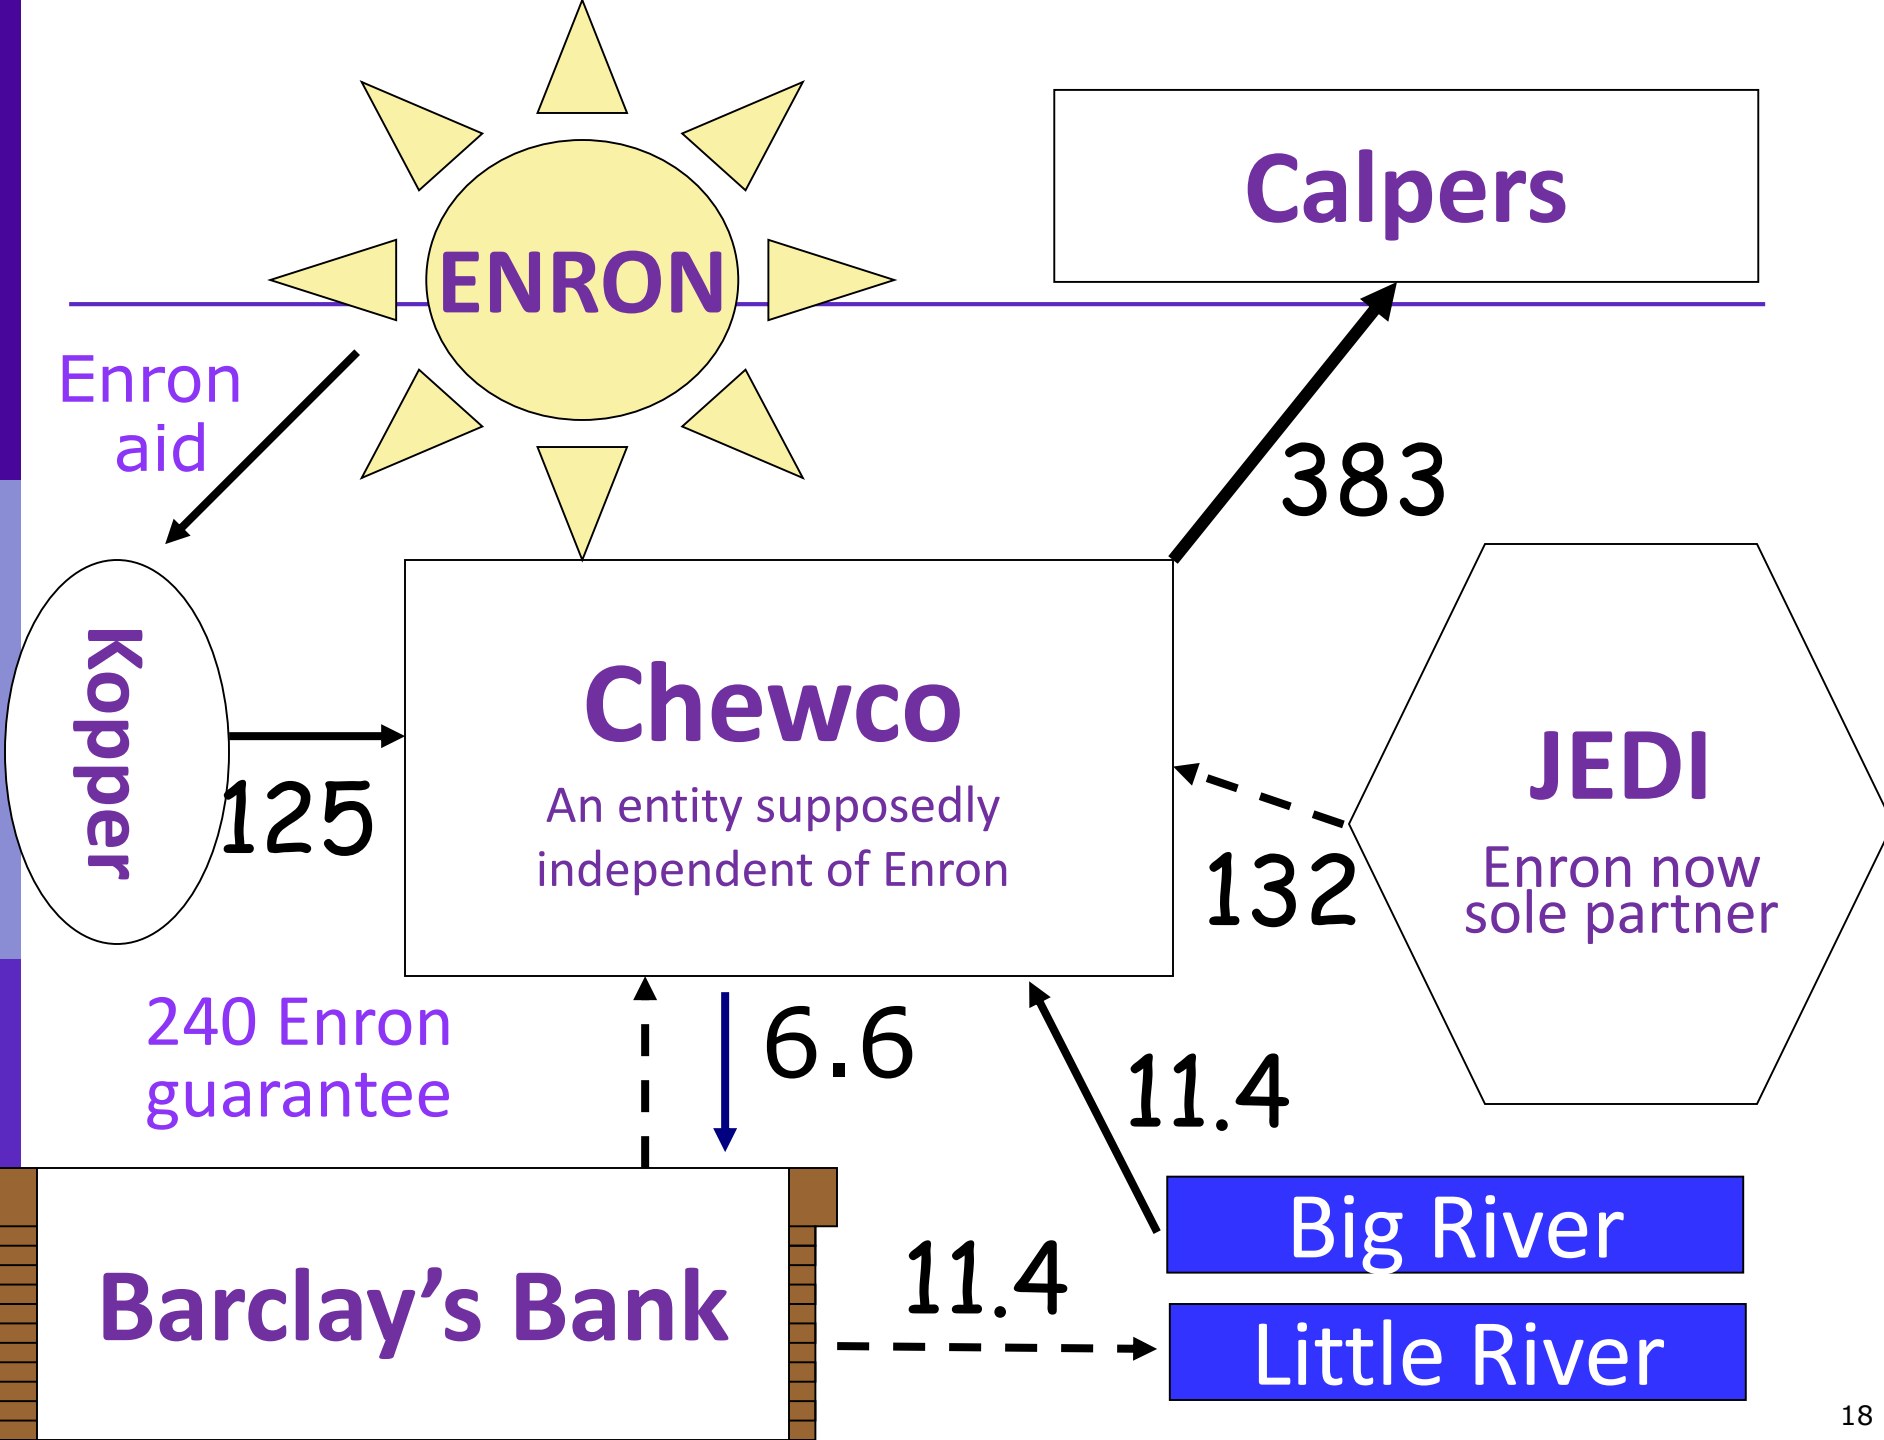 ENRON
Calpers
Enron
aid
383
Kopper
125
Chewco
An entity supposedly
independent of Enron
JEDI
Enron now
sole partner
132
240 Enron
guarantee
6.6
11.4
Barclay’s Bank
11.4
Big River
Little River
18